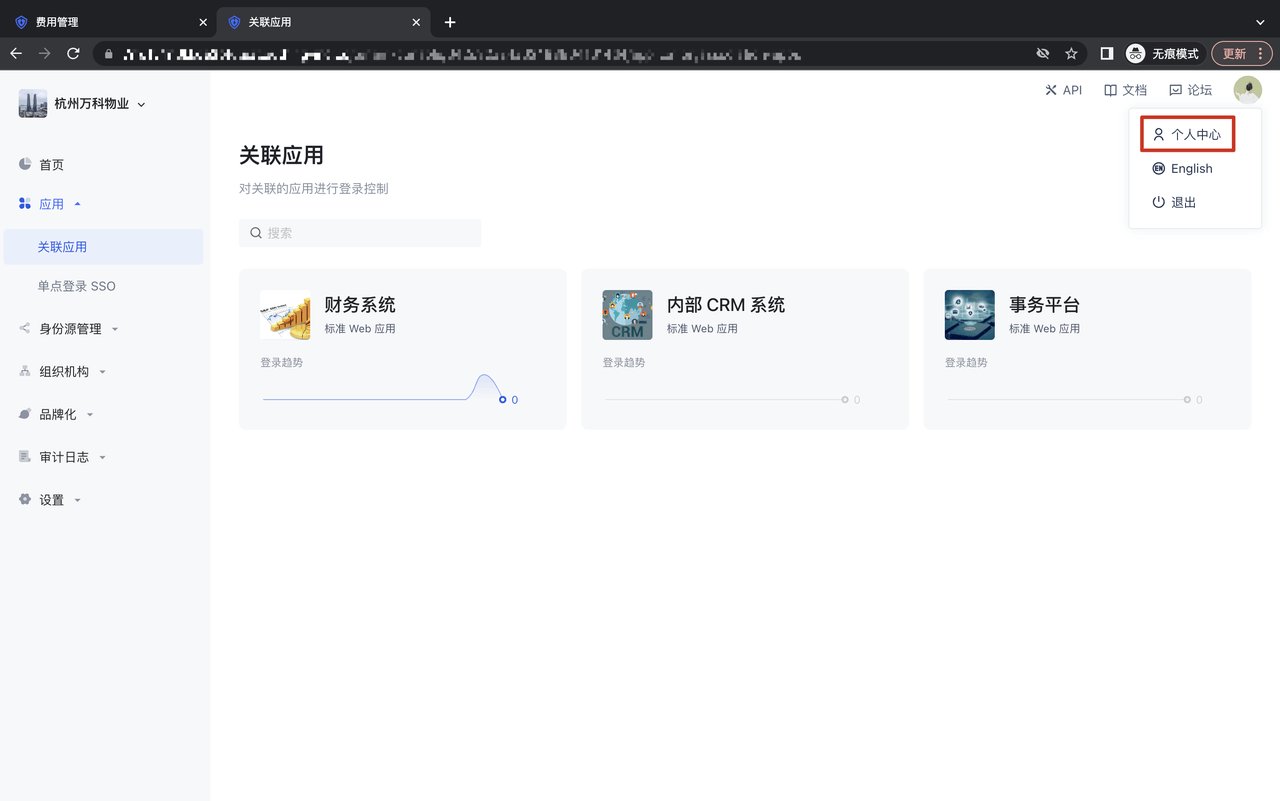 费用管理
关联应用
无痕模式
更新
杭州万科物业
API
文档
论坛
个人中心
English
退出
首页
应用
关联应用
单点登录 SSO
身份源管理
组织机构
品牌化
审计日志
设置
关联应用
对关联的应用进行登录控制
搜索
财务系统
标准 Web 应用
登录趋势
0
内部 CRM 系统
标准 Web 应用
CRM
登录趋势
0
事务平台
标准 Web 应用
登录趋势
0